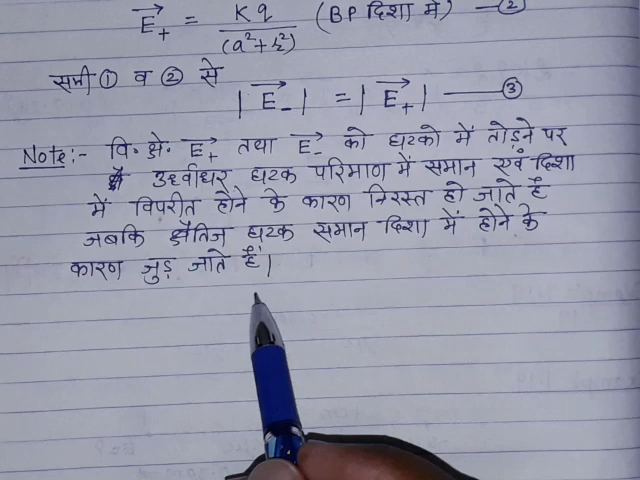 E₊ = Kq/(a²+r²) (BP दिशा में) —②
समी ① व ② से
|E₋| = |E₊| —③
Note:- वि. क्षे. E₊ तथा E₋ को घटको में तोड़ने पर
उर्ध्वाधर घटक परिमाण में समान एवं दिशा
में विपरीत होने के कारण निरस्त हो जाते है
जबकि क्षैतिज घटक समान दिशा में होने के
कारण जुड़ जाते हैं।